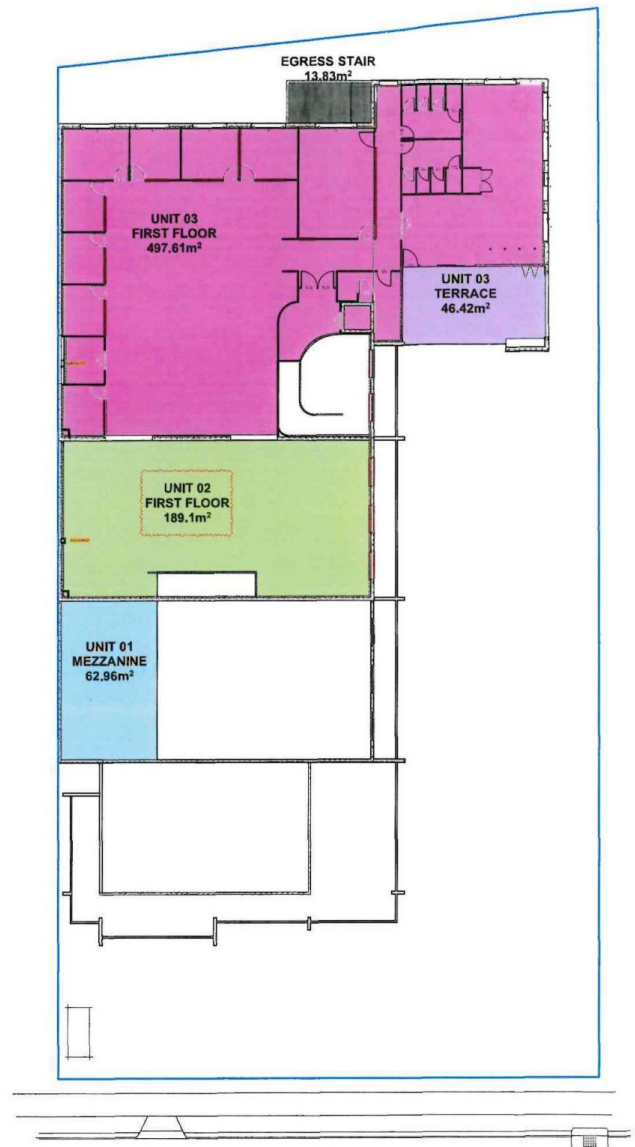 EGRESS STAIR
13.83m²
UNIT 03
FIRST FLOOR
497.61m²
UNIT 03
TERRACE
46.42m²
UNIT 02
FIRST FLOOR
189.1m²
UNIT 01
MEZZANINE
62.96m²